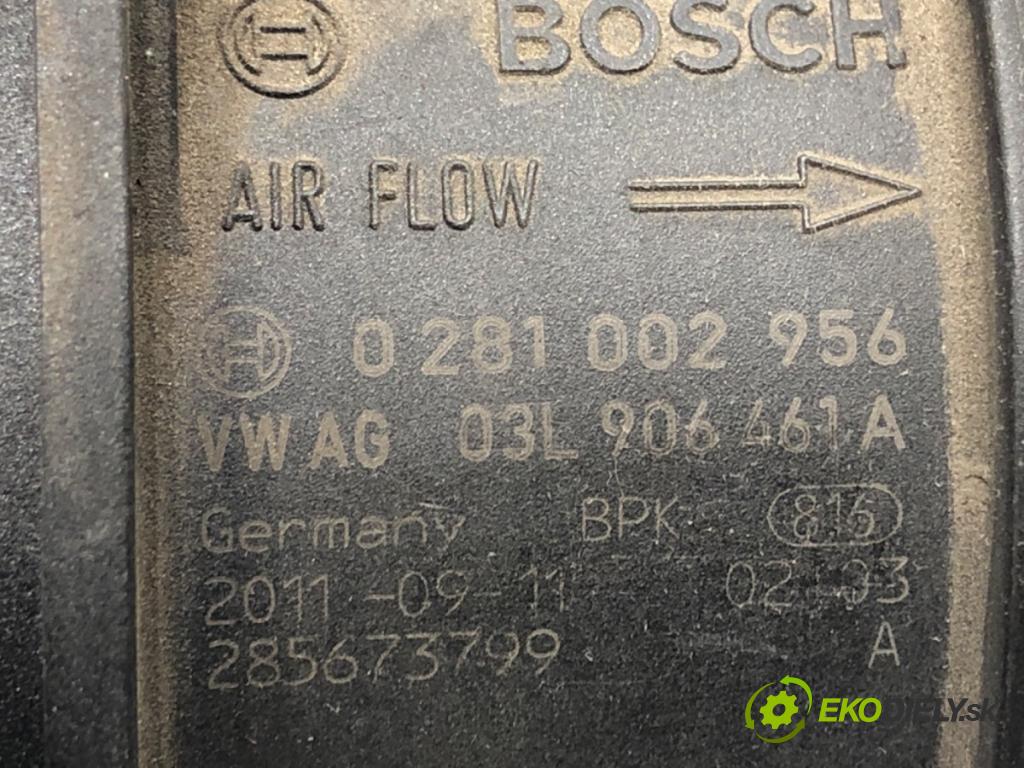 BOSCH
AIR FLOW
0 281 002 956
VW AG 03L 906 461 A
Germany BPK 816
2011-09-11 02 03
285673799 A
EKODIELY.sk